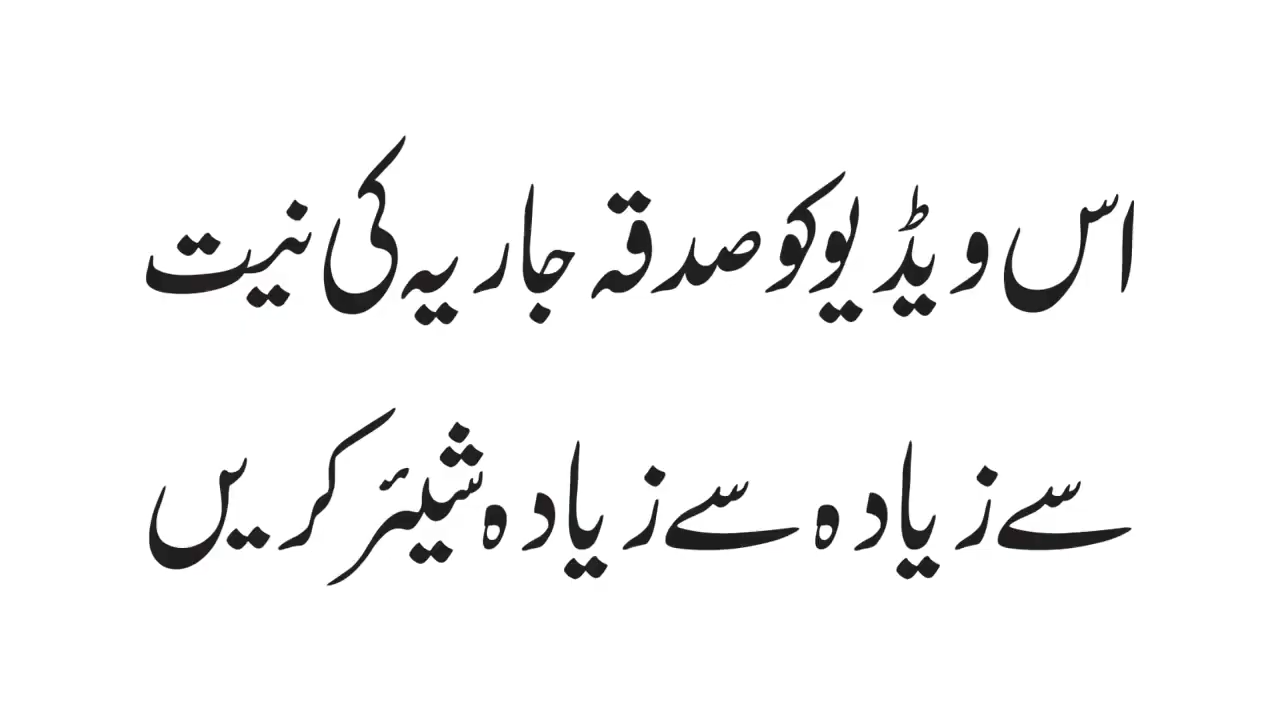 اس ویڈیو کو صدقہ جاریہ کی نیت
سے زیادہ سے زیادہ شیئر کریں